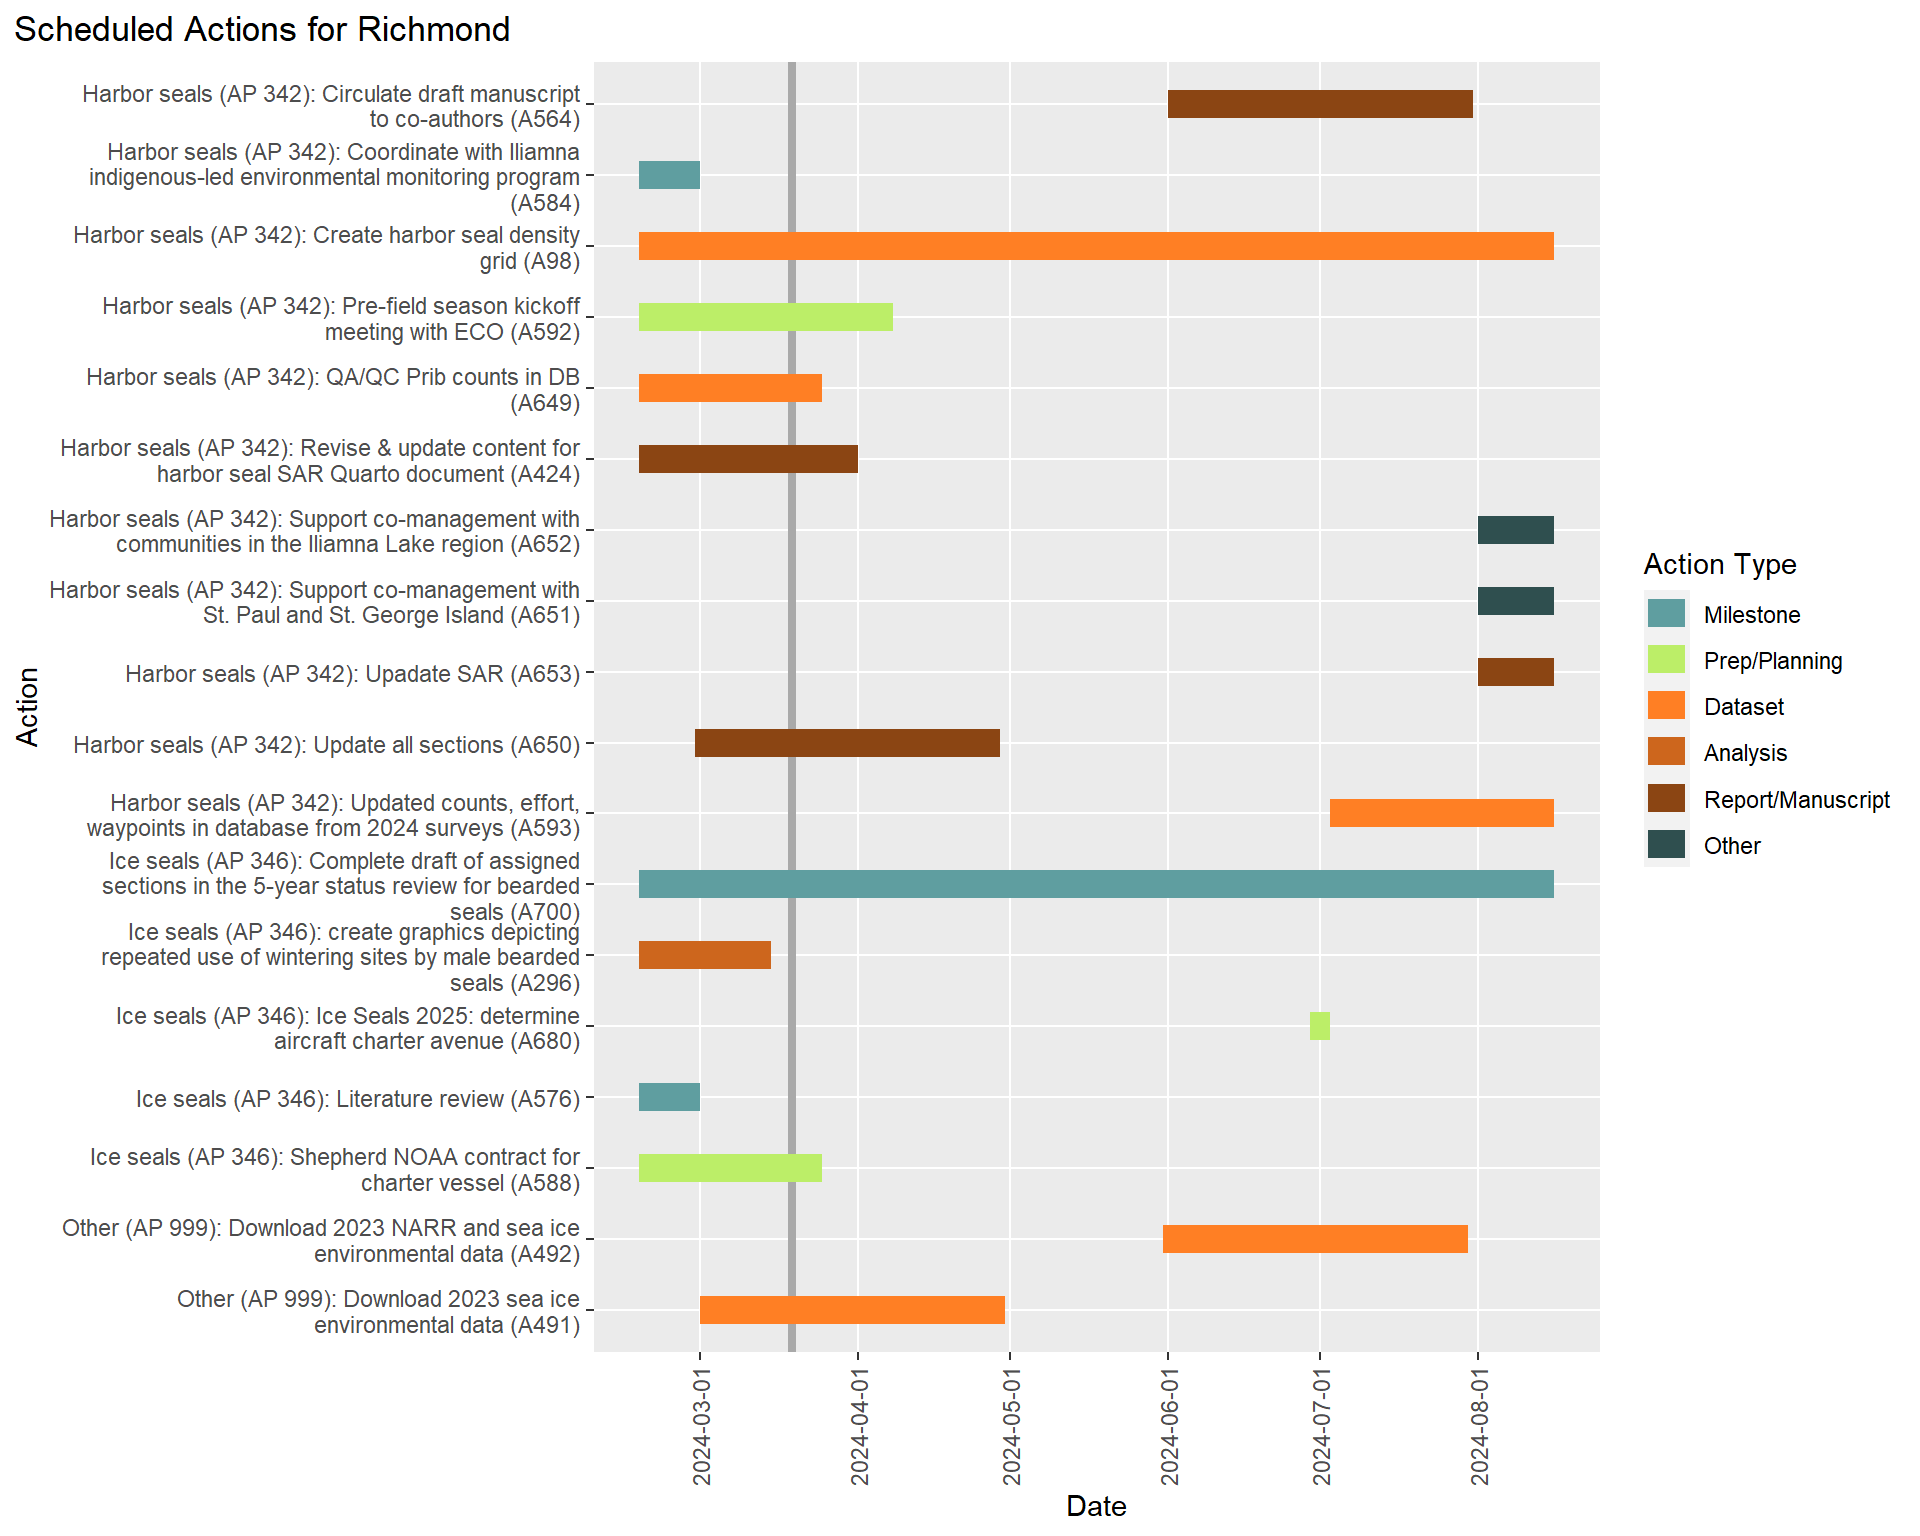 Scheduled Actions for Richmond
Harbor seals (AP 342): Circulate draft manuscript
to co-authors (A564)
Harbor seals (AP 342): Coordinate with Iliamna
indigenous-led environmental monitoring program
(A584)
Harbor seals (AP 342): Create harbor seal density
grid (A98)
Harbor seals (AP 342): Pre-field season kickoff
meeting with ECO (A592)
Harbor seals (AP 342): QA/QC Prib counts in DB
(A649)
Harbor seals (AP 342): Revise & update content for
harbor seal SAR Quarto document (A424)
Harbor seals (AP 342): Support co-management with
communities in the Iliamna Lake region (A652)
Harbor seals (AP 342): Support co-management with
St. Paul and St. George Island (A651)
Harbor seals (AP 342): Upadate SAR (A653)
Harbor seals (AP 342): Update all sections (A650)
Harbor seals (AP 342): Updated counts, effort,
waypoints in database from 2024 surveys (A593)
Ice seals (AP 346): Complete draft of assigned
sections in the 5-year status review for bearded
seals (A700)
Ice seals (AP 346): create graphics depicting
repeated use of wintering sites by male bearded
seals (A296)
Ice seals (AP 346): Ice Seals 2025: determine
aircraft charter avenue (A680)
Ice seals (AP 346): Literature review (A576)
Ice seals (AP 346): Shepherd NOAA contract for
charter vessel (A588)
Other (AP 999): Download 2023 NARR and sea ice
environmental data (A492)
Other (AP 999): Download 2023 sea ice
environmental data (A491)
Action
2024-03-01
2024-04-01
2024-05-01
2024-06-01
2024-07-01
2024-08-01
Date
Action Type
Milestone
Prep/Planning
Dataset
Analysis
Report/Manuscript
Other